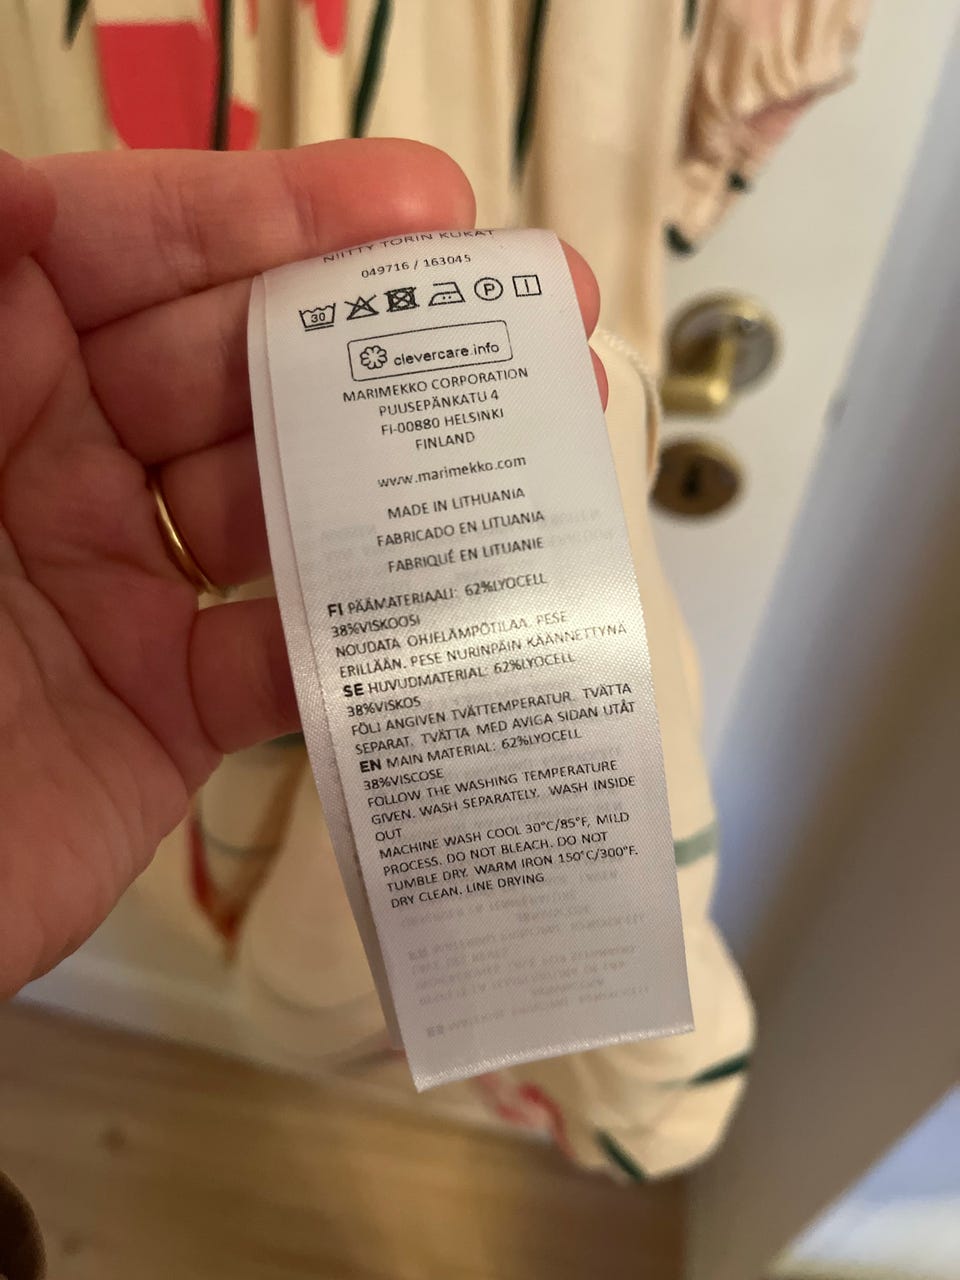 NIITTY TORIN KUKAT
049716 / 163045
30 P
clevercare.info
MARIMEKKO CORPORATION
PUUSEPÄNKATU 4
FI-00880 HELSINKI
FINLAND
www.marimekko.com
MADE IN LITHUANIA
FABRICADO EN LITUANIA
FABRIQUÉ EN LITUANIE
FI PÄÄMATERIAALI: 62%LYOCELL
38%VISKOOSI
NOUDATA OHJELÄMPÖTILAA. PESE
ERILLÄÄN. PESE NURINPÄIN KÄÄNNETTYNÄ
SE HUVUDMATERIAL: 62%LYOCELL
38%VISKOS
FÖLJ ANGIVEN TVÄTTEMPERATUR. TVÄTTA
SEPARAT. TVÄTTA MED AVIGA SIDAN UTÅT
EN MAIN MATERIAL: 62%LYOCELL
38%VISCOSE
FOLLOW THE WASHING TEMPERATURE
GIVEN. WASH SEPARATELY. WASH INSIDE
OUT
MACHINE WASH COOL 30°C/85°F, MILD
PROCESS. DO NOT BLEACH. DO NOT
TUMBLE DRY. WARM IRON 150°C/300°F.
DRY CLEAN. LINE DRYING